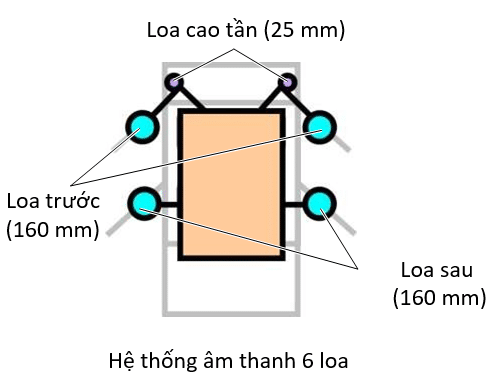 Loa cao tần (25 mm)
Loa trước
(160 mm)
Loa sau
(160 mm)
Hệ thống âm thanh 6 loa